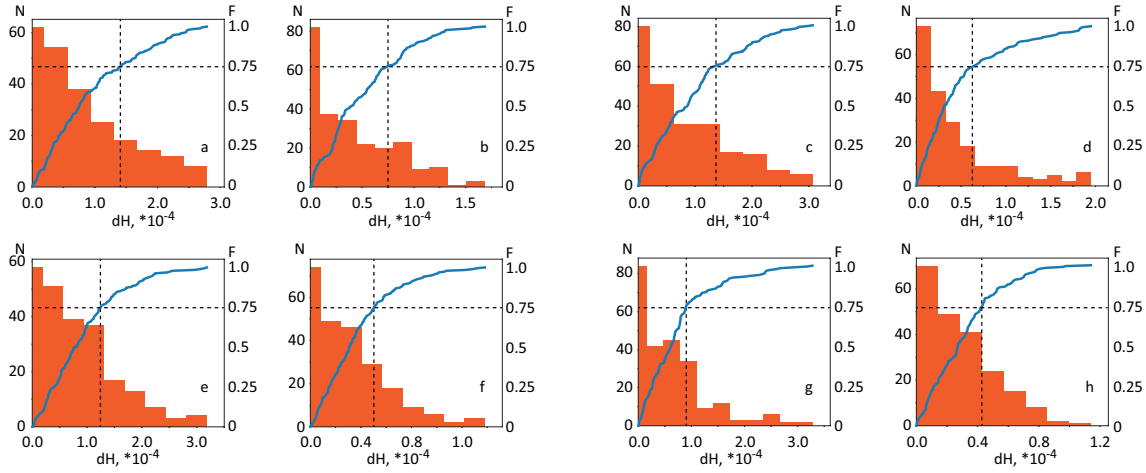 N F N F N F N F
60 1.0 80 1.0 80 1.0 80 1.0
0.75 60 0.75 60 0.75 60 0.75
40 0.5 40 0.5 40 0.5 40 0.5
20 a 0.25 20 b 0.25 20 c 0.25 20 d 0.25
0 0 0 0 0 0 0 0
0.0 1.0 2.0 0.0 0.5 1.0 1.5 0.0 1.0 2.0 3.0 0.0 0.5 1.0 1.5 2.0
dH, *10-4 dH, *10-4 dH, *10-4 dH, *10-4
N F N F N F N F
60 1.0 1.0 80 1.0 1.0
0.75 60 0.75 60 0.75 60 0.75
40 0.5 40 0.5 40 0.5 40 0.5
20 e 0.25 20 f 0.25 20 g 0.25 20 h 0.25
0 0 0 0 0 0 0 0
0.0 1.0 2.0 3.0 0.0 0.4 0.6 1.0 0.0 1.0 2.0 3.0 0.0 0.4 0.8 1.2
dH, *10-4 dH, *10-4 dH, *10-4 dH, *10-4